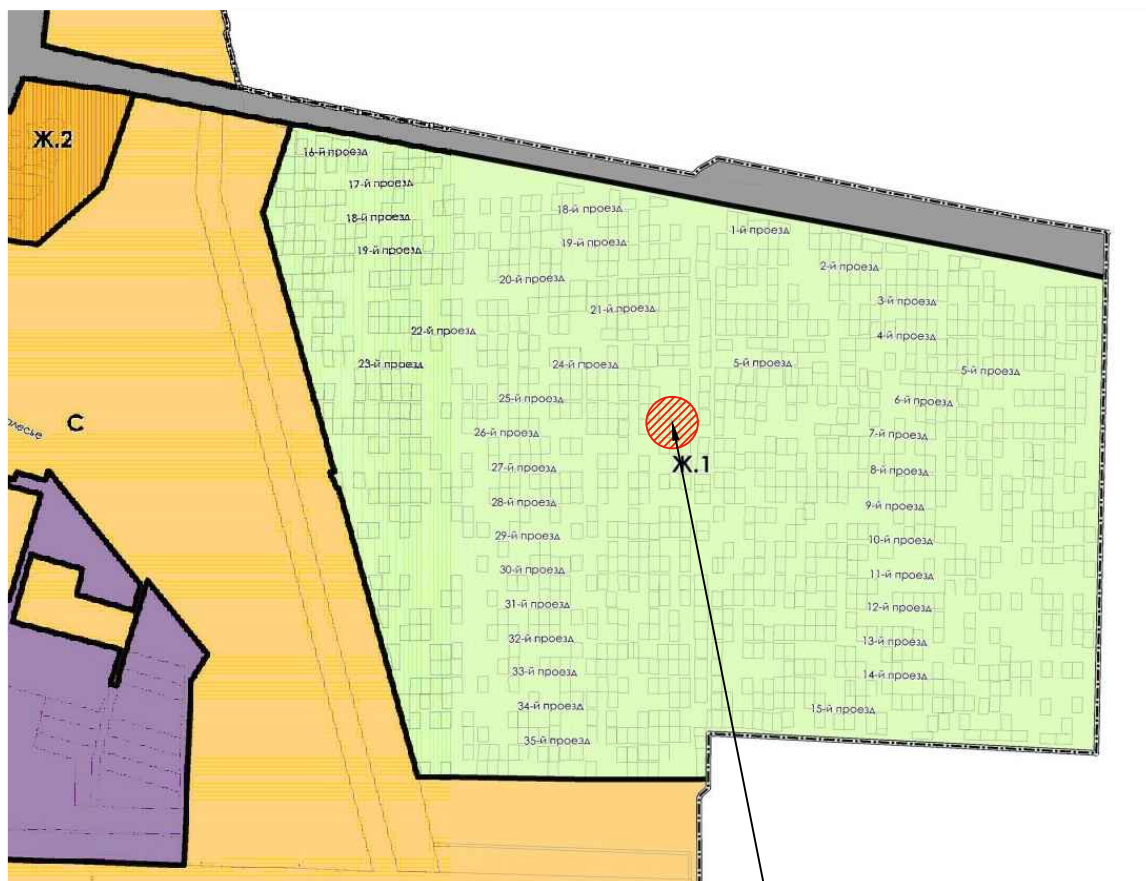 Ж.2
16-й проезд
17-й проезд
18-й проезд
18-й проезд
19-й проезд
1-й проезд
19-й проезд
2-й проезд
20-й проезд
3-й проезд
21-й проезд
22-й проезд
4-й проезд
23-й проезд
24-й проезд
5-й проезд
5-й проезд
25-й проезд
6-й проезд
С
олесье
26-й проезд
7-й проезд
Ж.1
27-й проезд
8-й проезд
28-й проезд
9-й проезд
29-й проезд
10-й проезд
30-й проезд
11-й проезд
31-й проезд
12-й проезд
32-й проезд
13-й проезд
33-й проезд
14-й проезд
34-й проезд
15-й проезд
35-й проезд